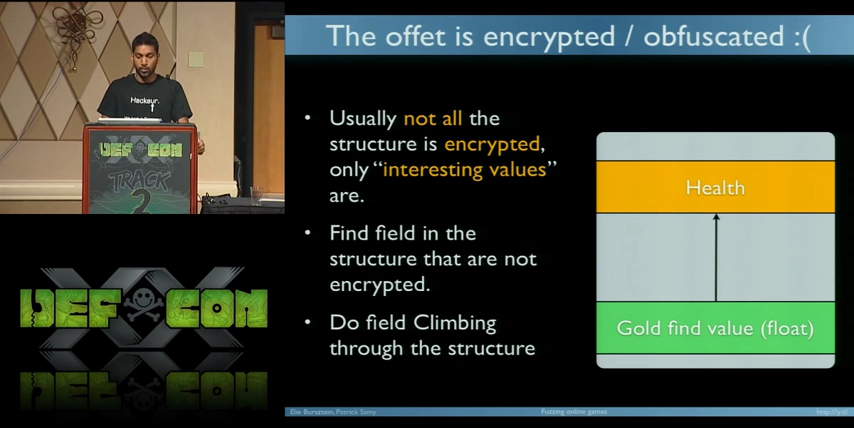 The offet is encrypted / obfuscated :(
Hackeur.
DEF CON
TRACK
2
• Usually not all the
structure is encrypted,
only “interesting values”
are.
• Find field in the
structure that are not
encrypted.
• Do field Climbing
through the structure
Health
Gold find value (float)
XX
DEF CON
Elie Bursztein, Patrick Samy
Fuzzing online games